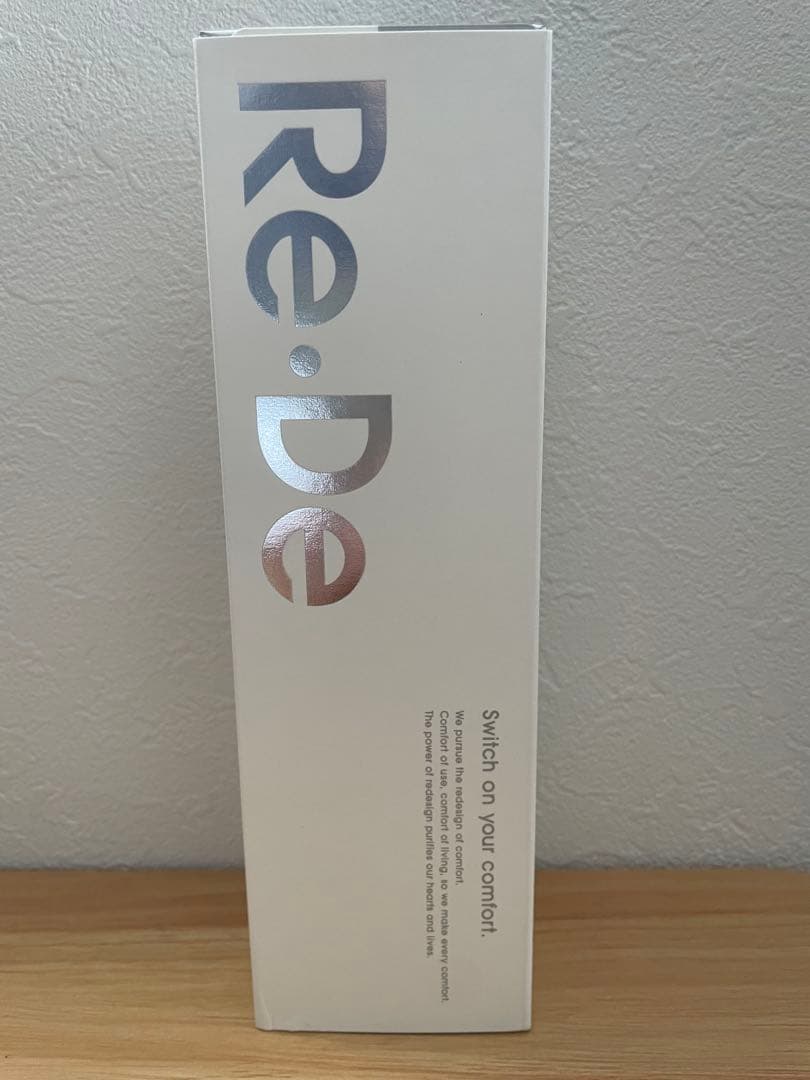 Re·De
Switch on your comfort.
We pursue the redesign of comfort.
Comfort of use, comfort of living, so we make every comfort.
The power of redesign purifies our hearts and lives.